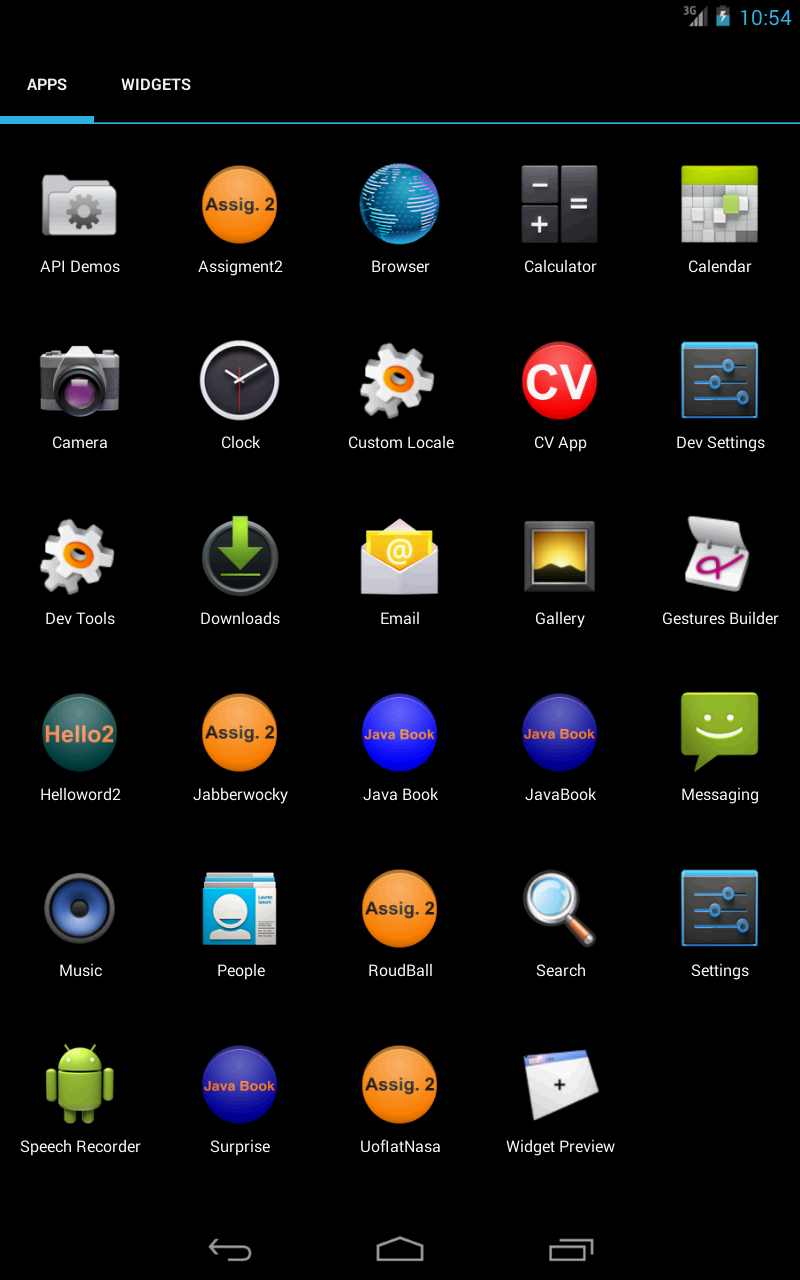 3G 10:54
APPS WIDGETS
Assig. 2
API Demos Assigment2 Browser Calculator Calendar
CV
Camera Clock Custom Locale CV App Dev Settings
@
Dev Tools Downloads Email Gallery Gestures Builder
Hello2 Assig. 2 Java Book Java Book
Helloword2 Jabberwocky Java Book JavaBook Messaging
Lorem Ipsum Assig. 2
Music People RoudBall Search Settings
Java Book Assig. 2
Speech Recorder Surprise UoflatNasa Widget Preview